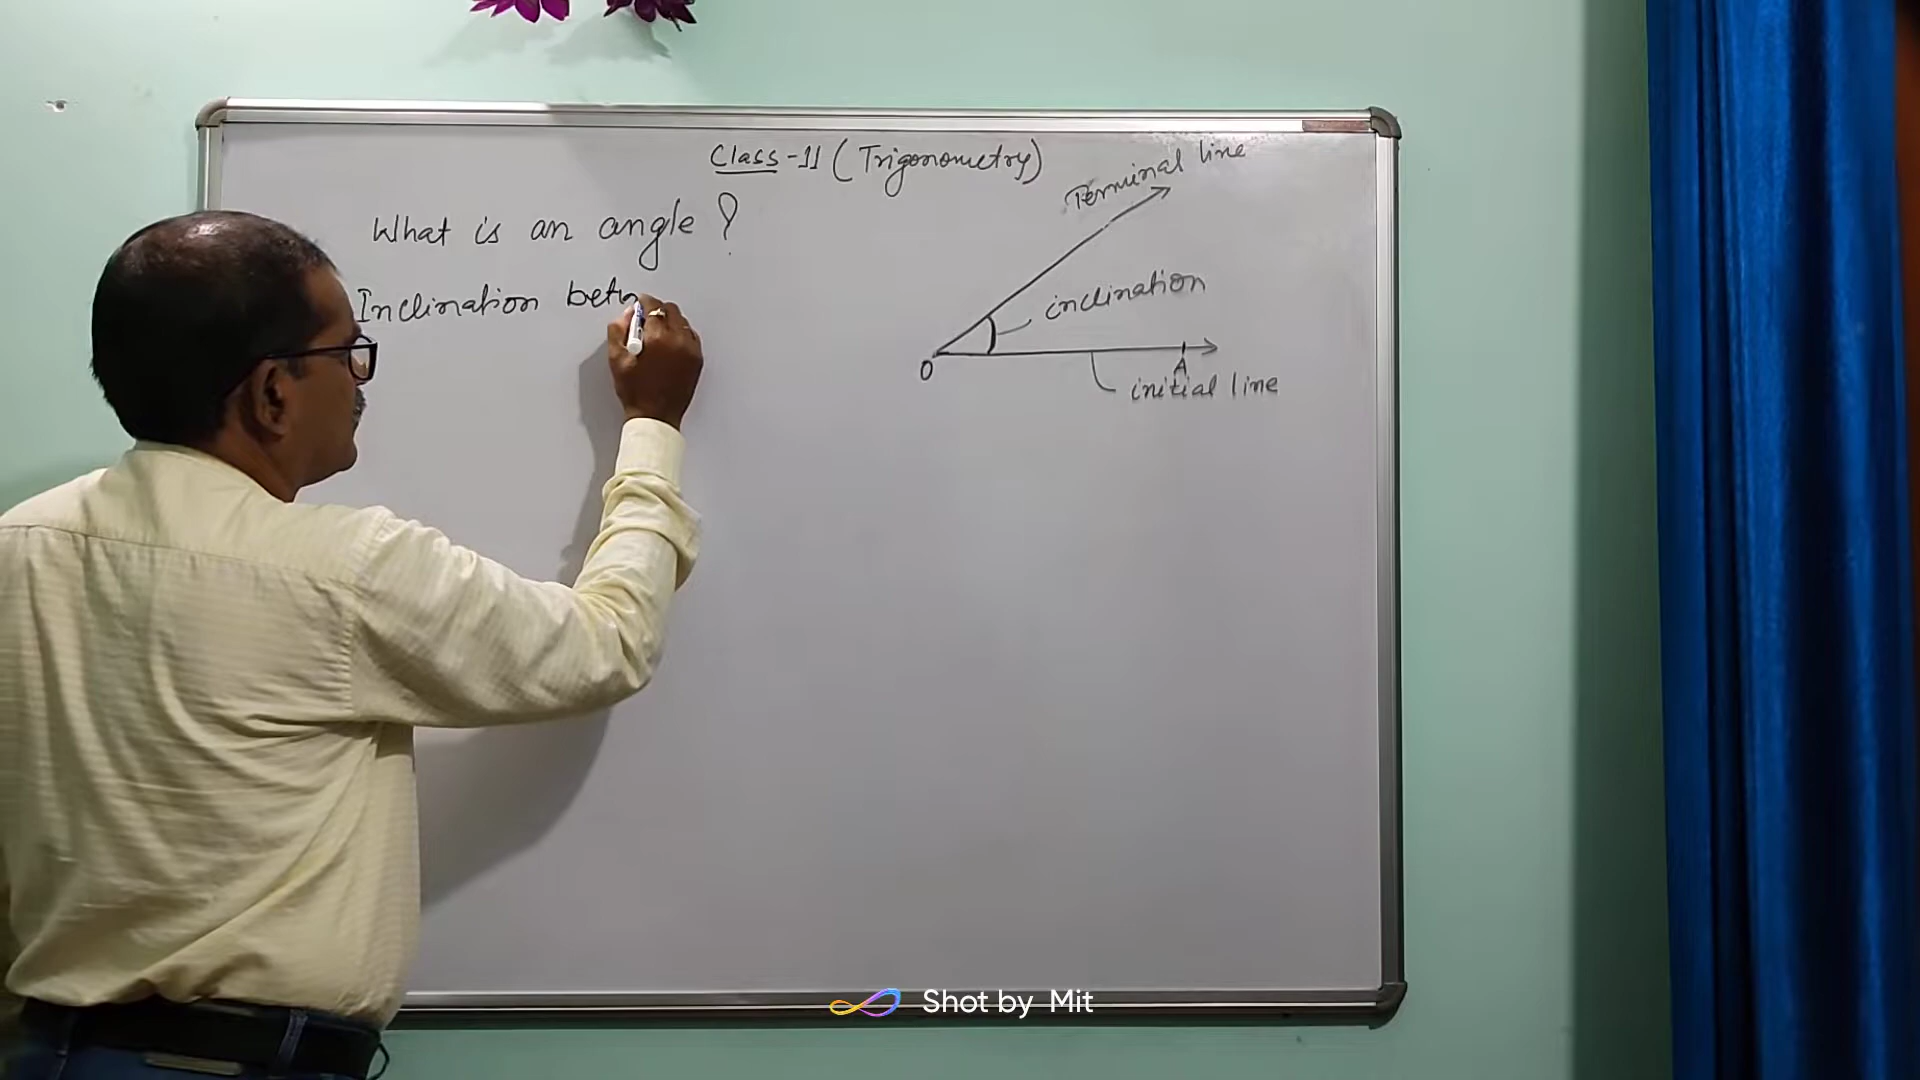 Class-11 (Trigonometry)
What is an angle?
Inclination betw
Terminal line
inclination
O
A
initial line
Shot by Mit